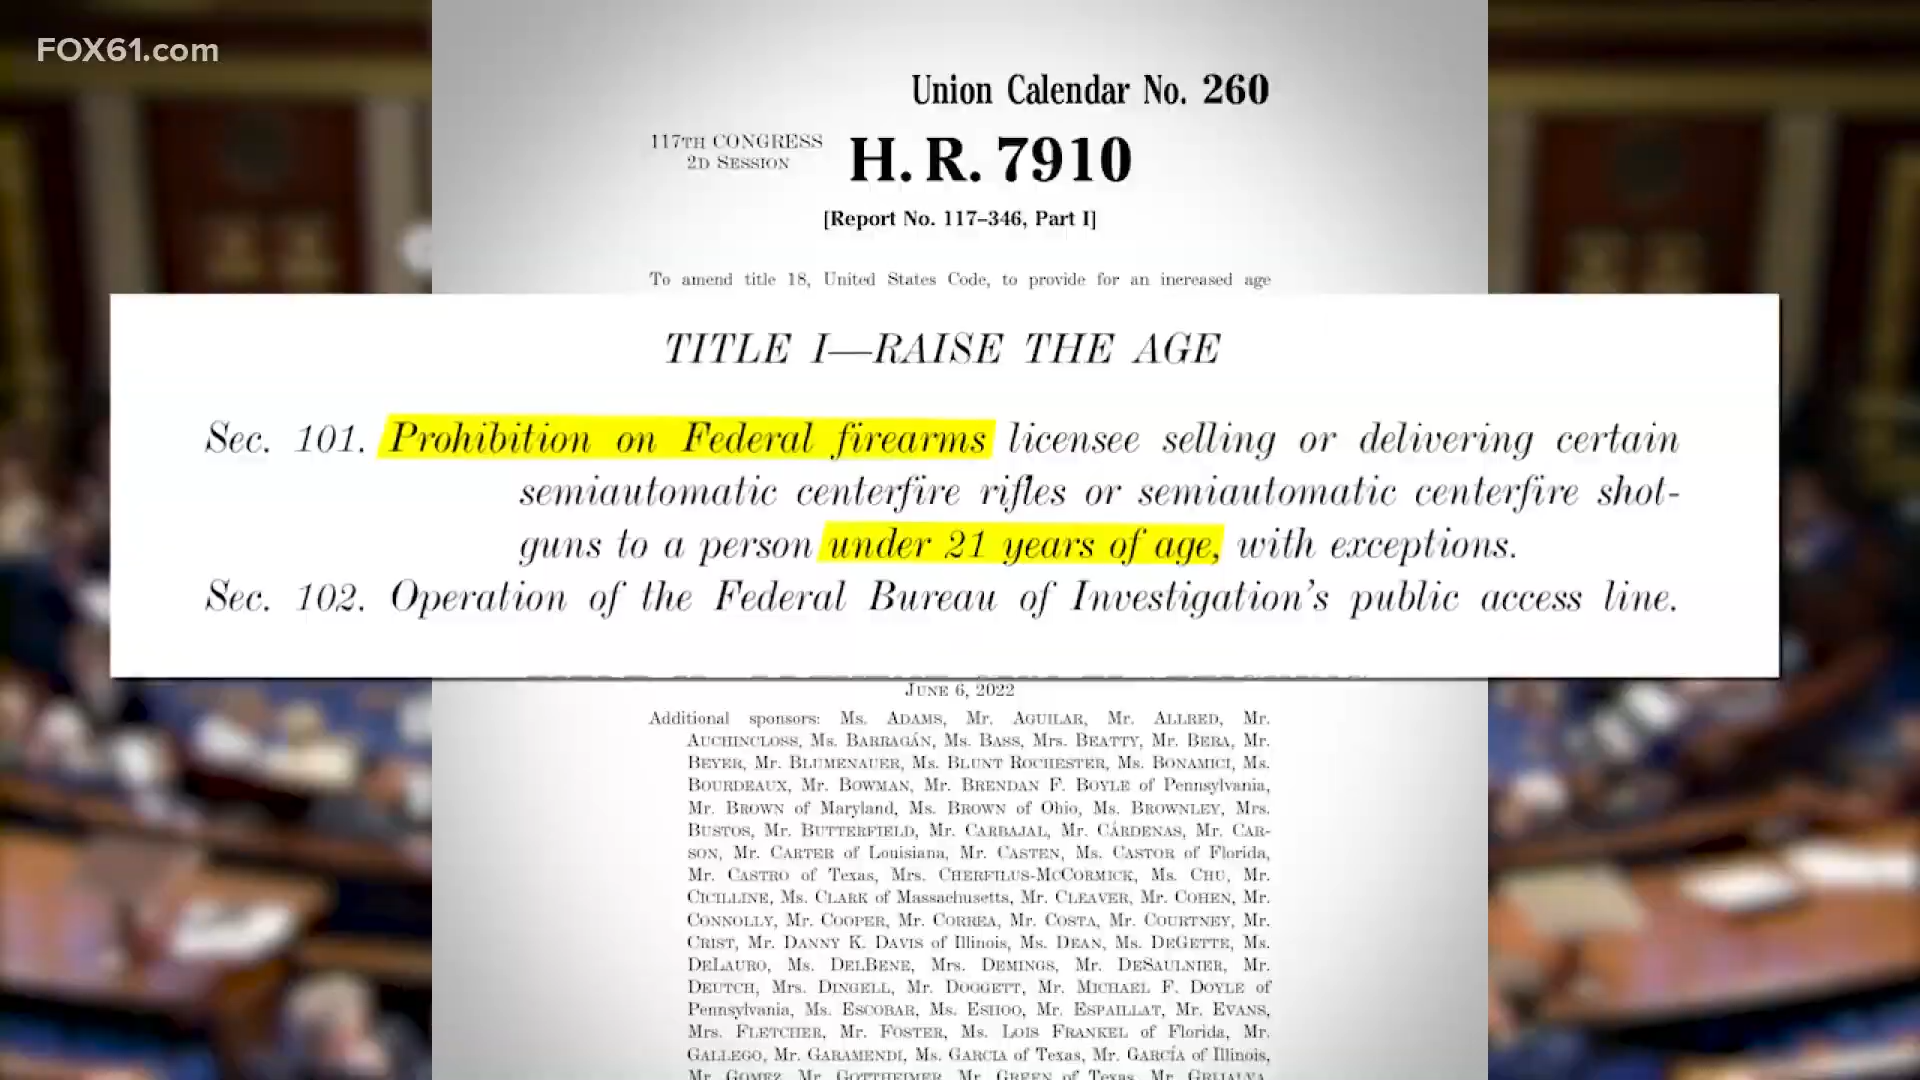 FOX61.com
Union Calendar No. 260
117TH CONGRESS
2D SESSION
H. R. 7910
[Report No. 117–346, Part I]
To amend title 18, United States Code, to provide for an increased age
TITLE I—RAISE THE AGE
Sec. 101. Prohibition on Federal firearms licensee selling or delivering certain
semiautomatic centerfire rifles or semiautomatic centerfire shot-
guns to a person under 21 years of age, with exceptions.
Sec. 102. Operation of the Federal Bureau of Investigation's public access line.
JUNE 6, 2022
Additional sponsors: Ms. ADAMS, Mr. AGUILAR, Mr. ALLRED, Mr.
AUCHINCLOSS, Ms. BARRAGÁN, Ms. BASS, Mrs. BEATTY, Mr. BERA, Mr.
BEYER, Mr. BLUMENAUER, Ms. BLUNT ROCHESTER, Ms. BONAMICI, Ms.
BOURDEAUX, Mr. BOWMAN, Mr. BRENDAN F. BOYLE of Pennsylvania,
Mr. BROWN of Maryland, Ms. BROWN of Ohio, Ms. BROWNLEY, Mrs.
BUSTOS, Mr. BUTTERFIELD, Mr. CARBAJAL, Mr. CÁRDENAS, Mr. CAR-
SON, Mr. CARTER of Louisiana, Mr. CASTEN, Ms. CASTOR of Florida,
Mr. CASTRO of Texas, Mrs. CHERFILUS-MCCORMICK, Ms. CHU, Mr.
CICILLINE, Ms. CLARK of Massachusetts, Mr. CLEAVER, Mr. COHEN, Mr.
CONNOLLY, Mr. COOPER, Mr. CORREA, Mr. COSTA, Mr. COURTNEY, Mr.
CRIST, Mr. DANNY K. DAVIS of Illinois, Ms. DEAN, Ms. DEGETTE, Ms.
DELAURO, Ms. DELBENE, Mrs. DEMINGS, Mr. DESAULNIER, Mr.
DEUTCH, Mrs. DINGELL, Mr. DOGGETT, Mr. MICHAEL F. DOYLE of
Pennsylvania, Ms. ESCOBAR, Ms. ESHOO, Mr. ESPAILLAT, Mr. EVANS,
Mrs. FLETCHER, Mr. FOSTER, Ms. LOIS FRANKEL of Florida, Mr.
GALLEGO, Mr. GARAMENDI, Ms. GARCIA of Texas, Mr. GARCÍA of Illinois,
Mr. GOMEZ, Mr. GOTTHEIMER, Mr. GREEN of Texas, Mr. GRIJALVA,